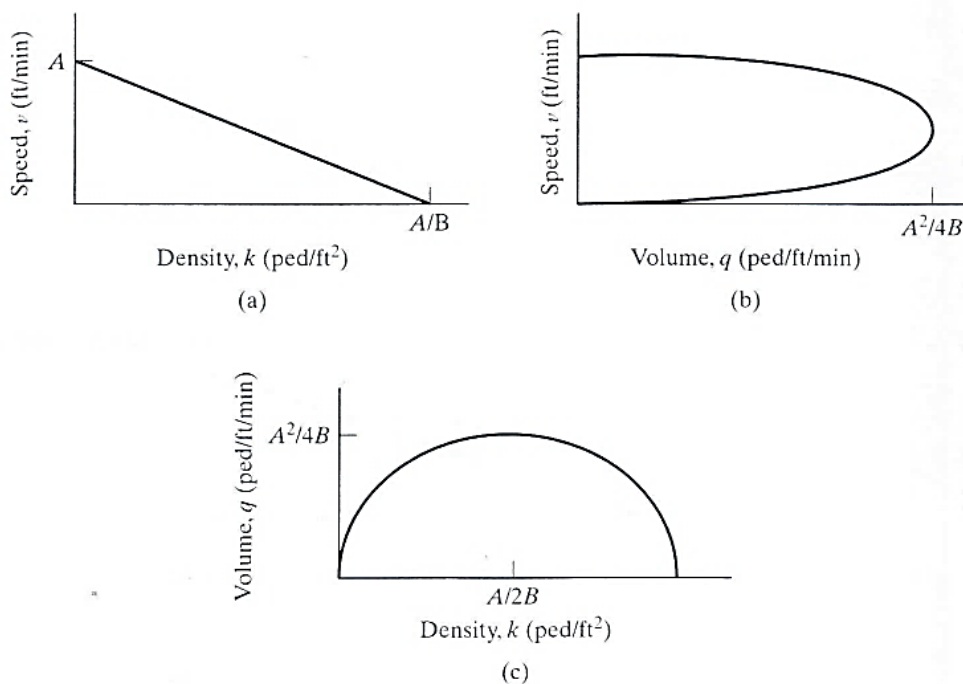 Speed, v (ft/min)
A
A/B
Density, k (ped/ft²)
(a)
Speed, v (ft/min)
A²/4B
Volume, q (ped/ft/min)
(b)
Volume, q (ped/ft/min)
A²/4B
A/2B
Density, k (ped/ft²)
(c)